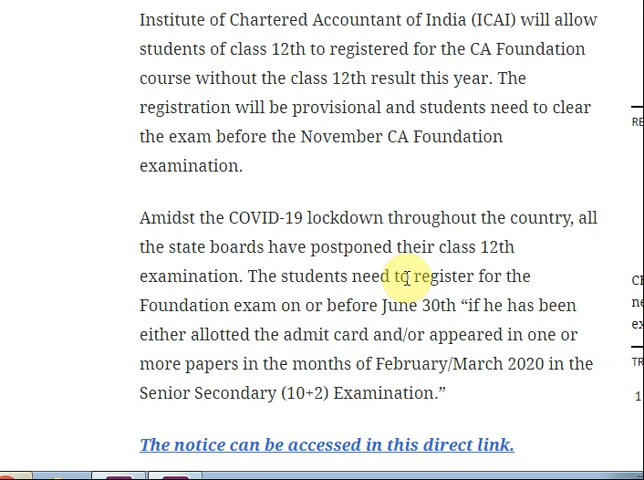 Institute of Chartered Accountant of India (ICAI) will allow
students of class 12th to registered for the CA Foundation
course without the class 12th result this year. The
registration will be provisional and students need to clear
the exam before the November CA Foundation
examination.
Amidst the COVID-19 lockdown throughout the country, all
the state boards have postponed their class 12th
examination. The students need to register for the
Foundation exam on or before June 30th “if he has been
either allotted the admit card and/or appeared in one or
more papers in the months of February/March 2020 in the
Senior Secondary (10+2) Examination.”
The notice can be accessed in this direct link.